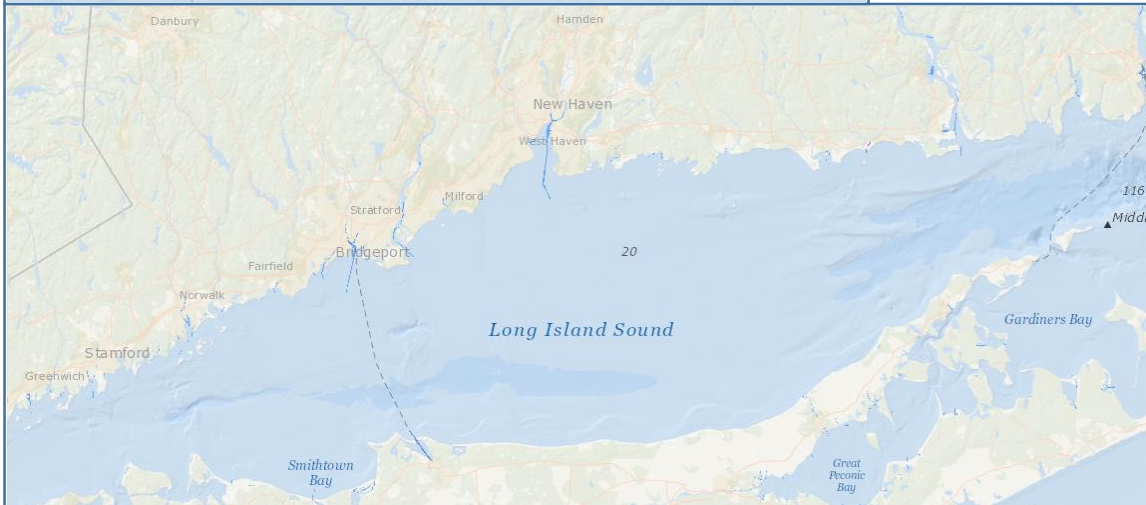 Danbury
Hamden
New Haven
West Haven
Milford
Stratford
116
Bridgeport
20
Fairfield
Norwalk
Gardiners Bay
Long Island Sound
Stamford
Greenwich
Smithtown
Bay
Great
Peconic
Bay